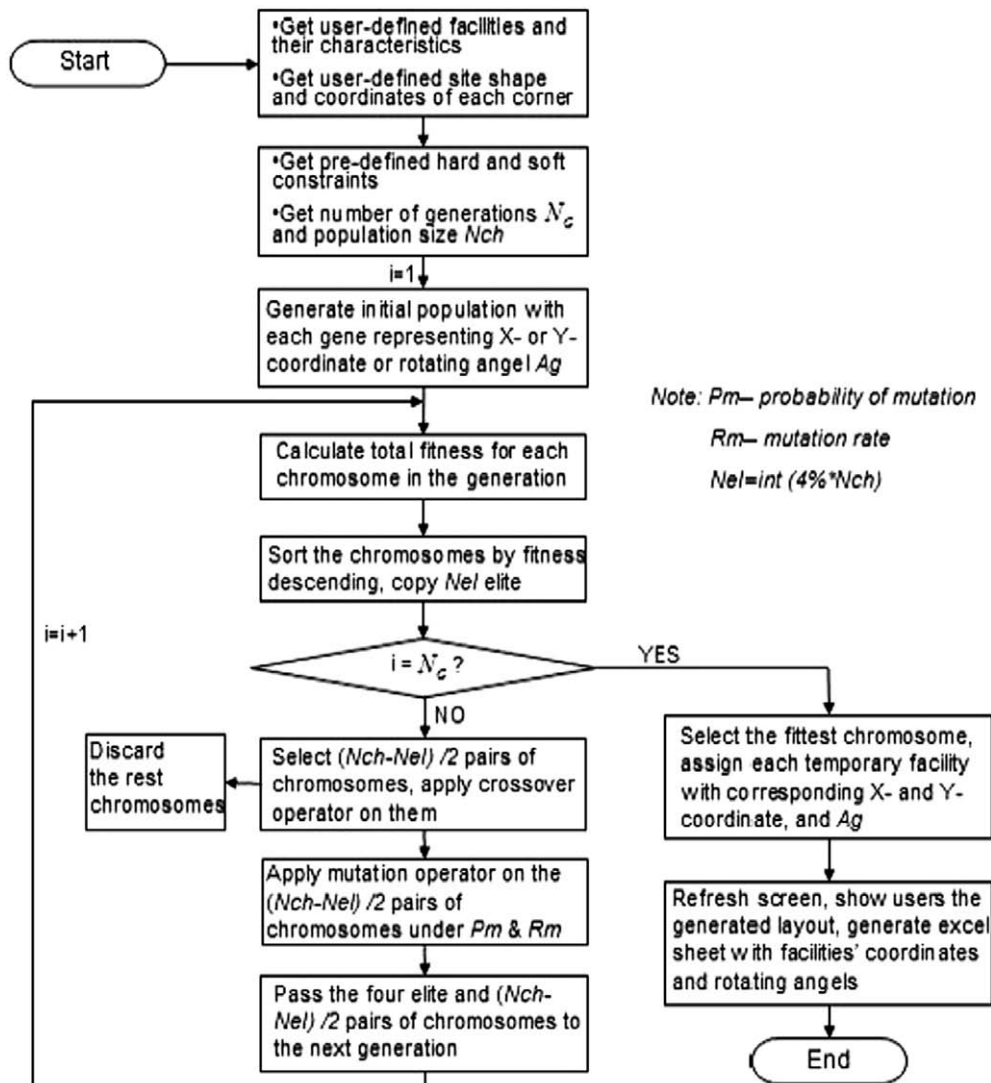 Start
•Get user-defined facilities and
their characteristics
•Get user-defined site shape
and coordinates of each corner
•Get pre-defined hard and soft
constraints
•Get number of generations N_G
and population size Nch
i=1
Generate initial population with
each gene representing X- or Y-
coordinate or rotating angel Ag
Note: Pm– probability of mutation
Rm– mutation rate
Nel=int (4%*Nch)
Calculate total fitness for each
chromosome in the generation
Sort the chromosomes by fitness
descending, copy Nel elite
i=i+1
i = N_G ?
YES
NO
Discard
the rest
chromosomes
Select (Nch-Nel) /2 pairs of
chromosomes, apply crossover
operator on them
Select the fittest chromosome,
assign each temporary facility
with corresponding X- and Y-
coordinate, and Ag
Apply mutation operator on the
(Nch-Nel) /2 pairs of
chromosomes under Pm & Rm
Refresh screen, show users the
generated layout, generate excel
sheet with facilities' coordinates
and rotating angels
Pass the four elite and (Nch-
Nel) /2 pairs of chromosomes to
the next generation
End